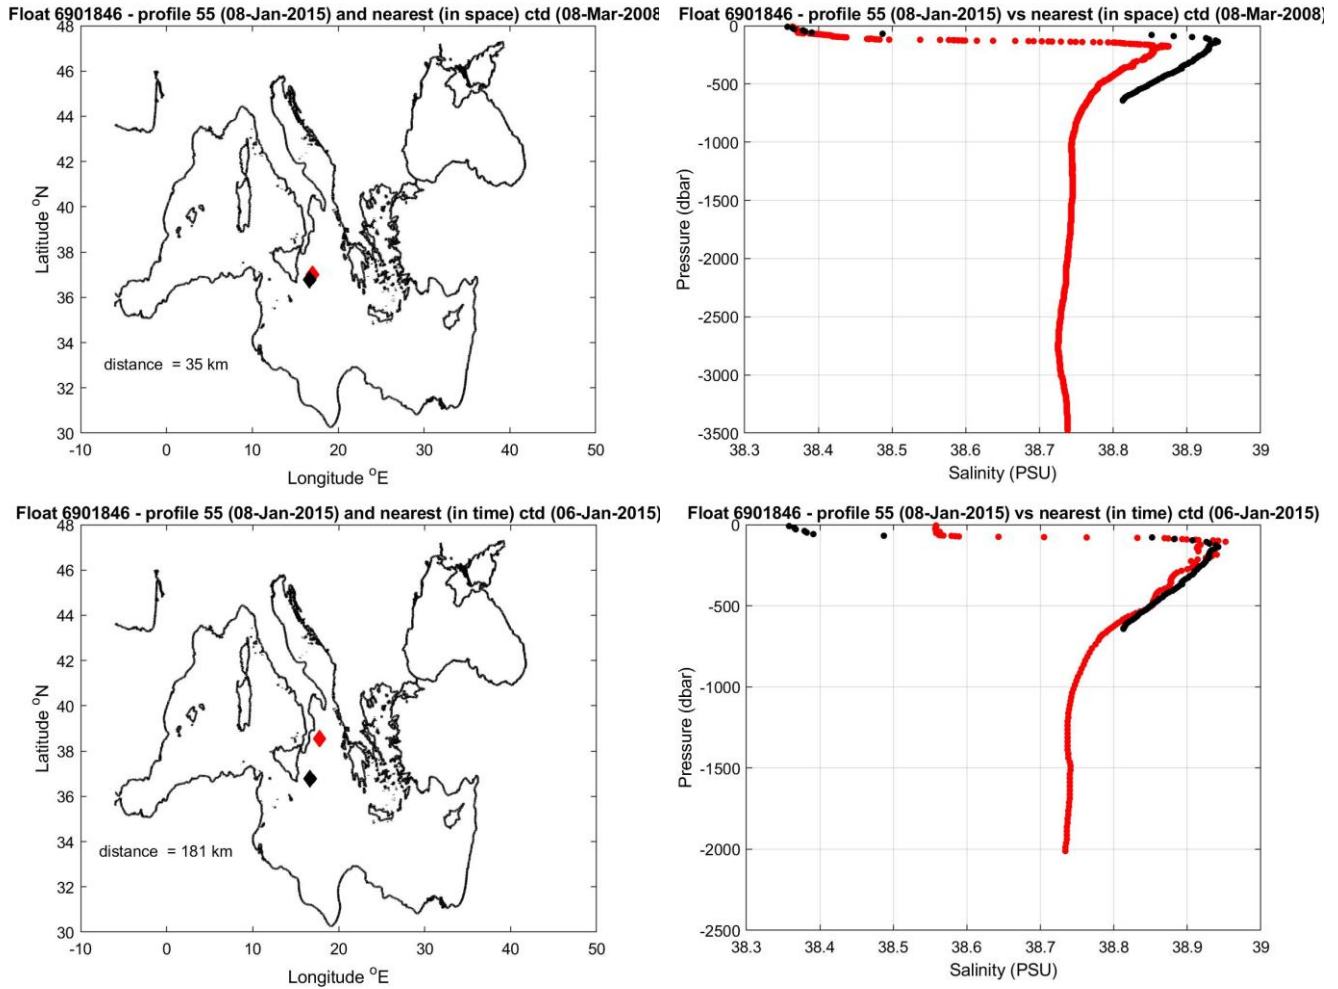 Float 6901846 - profile 55 (08-Jan-2015) and nearest (in space) ctd (08-Mar-2008
48
46
44
42
40
38
36
34
32
30
Latitude °N
distance = 35 km
-10 0 10 20 30 40 50
Longitude °E
Float 6901846 - profile 55 (08-Jan-2015) vs nearest (in space) ctd (08-Mar-2008)
0
-500
-1000
-1500
-2000
-2500
-3000
-3500
Pressure (dbar)
38.3 38.4 38.5 38.6 38.7 38.8 38.9 39
Salinity (PSU)
Float 6901846 - profile 55 (08-Jan-2015) and nearest (in time) ctd (06-Jan-2015)
48
46
44
42
40
38
36
34
32
30
Latitude °N
distance = 181 km
-10 0 10 20 30 40 50
Longitude °E
Float 6901846 - profile 55 (08-Jan-2015) vs nearest (in time) ctd (06-Jan-2015)
0
-500
-1000
-1500
-2000
-2500
Pressure (dbar)
38.3 38.4 38.5 38.6 38.7 38.8 38.9 39
Salinity (PSU)